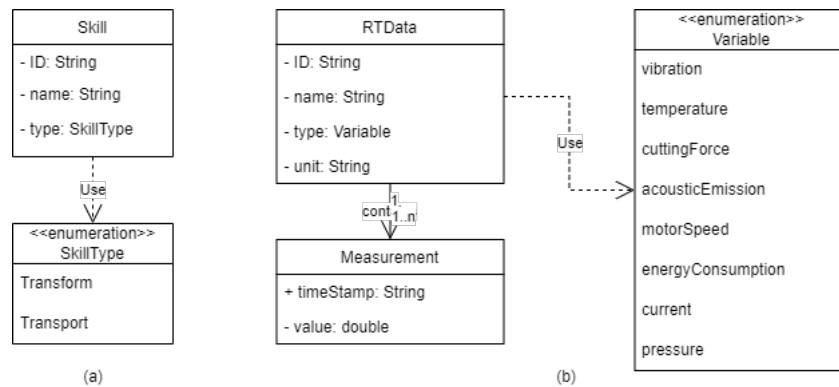 Skill
- ID: String
- name: String
- type: SkillType
Use
<<enumeration>>
SkillType
Transform
Transport
(a)
RTData
- ID: String
- name: String
- type: Variable
- unit: String
1
cont
1..n
Measurement
+ timeStamp: String
- value: double
Use
<<enumeration>>
Variable
vibration
temperature
cuttingForce
acousticEmission
motorSpeed
energyConsumption
current
pressure
(b)